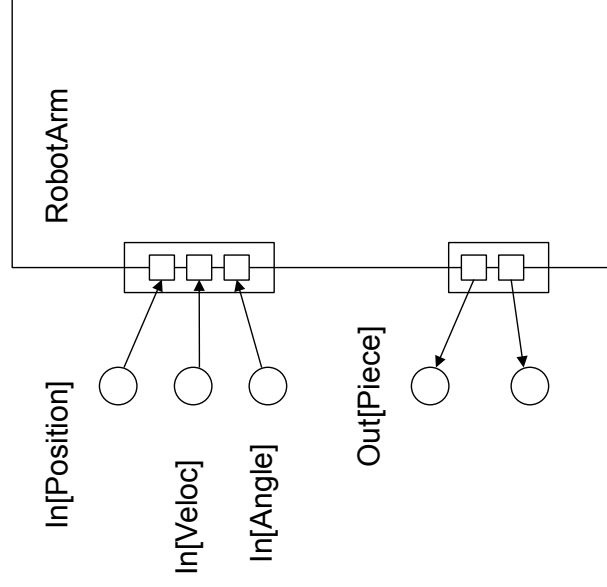 RobotArm
In[Position]
In[Veloc]
In[Angle]
Out[Piece]